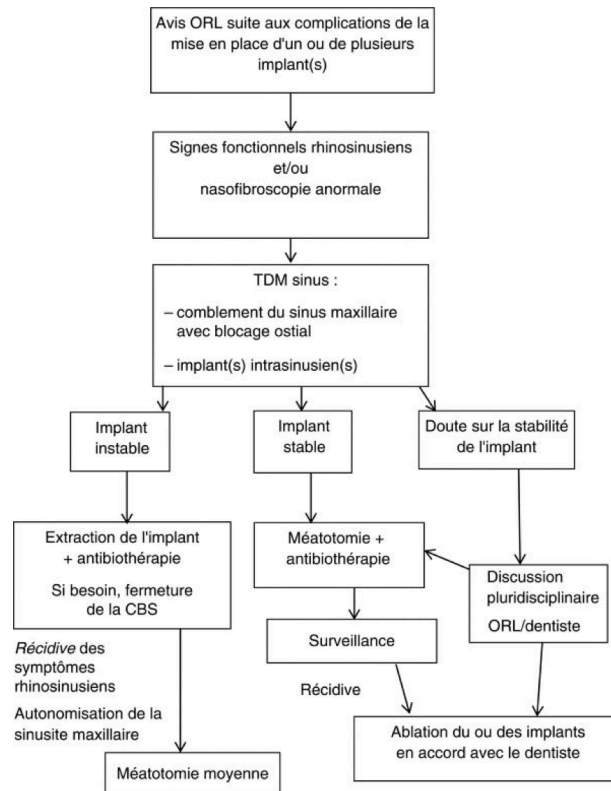 Avis ORL suite aux complications de la
mise en place d'un ou de plusieurs
implant(s)
Signes fonctionnels rhinosinusiens
et/ou
nasofibroscopie anormale
TDM sinus :
– comblement du sinus maxillaire
avec blocage ostial
– implant(s) intrasinusien(s)
Implant
instable
Implant
stable
Doute sur la stabilité
de l'implant
Extraction de l'implant
+ antibiothérapie
Si besoin, fermeture
de la CBS
Méatotomie +
antibiothérapie
Discussion
pluridisciplinaire
ORL/dentiste
Surveillance
Récidive des
symptômes
rhinosinusiens
Autonomisation de la
sinusite maxillaire
Récidive
Méatotomie moyenne
Ablation du ou des implants
en accord avec le dentiste